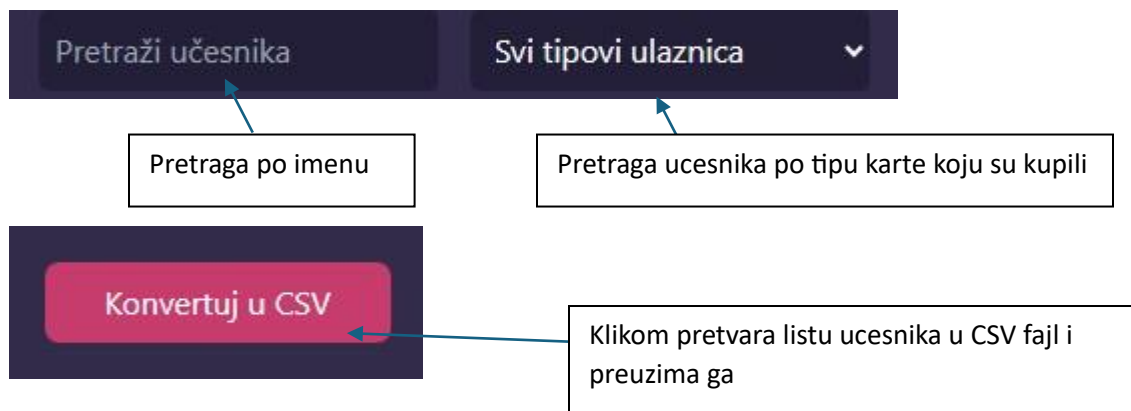 Pretraži učesnika
Svi tipovi ulaznica
Pretraga po imenu
Pretraga ucesnika po tipu karte koju su kupili
Konvertuj u CSV
Klikom pretvara listu ucesnika u CSV fajl i
preuzima ga